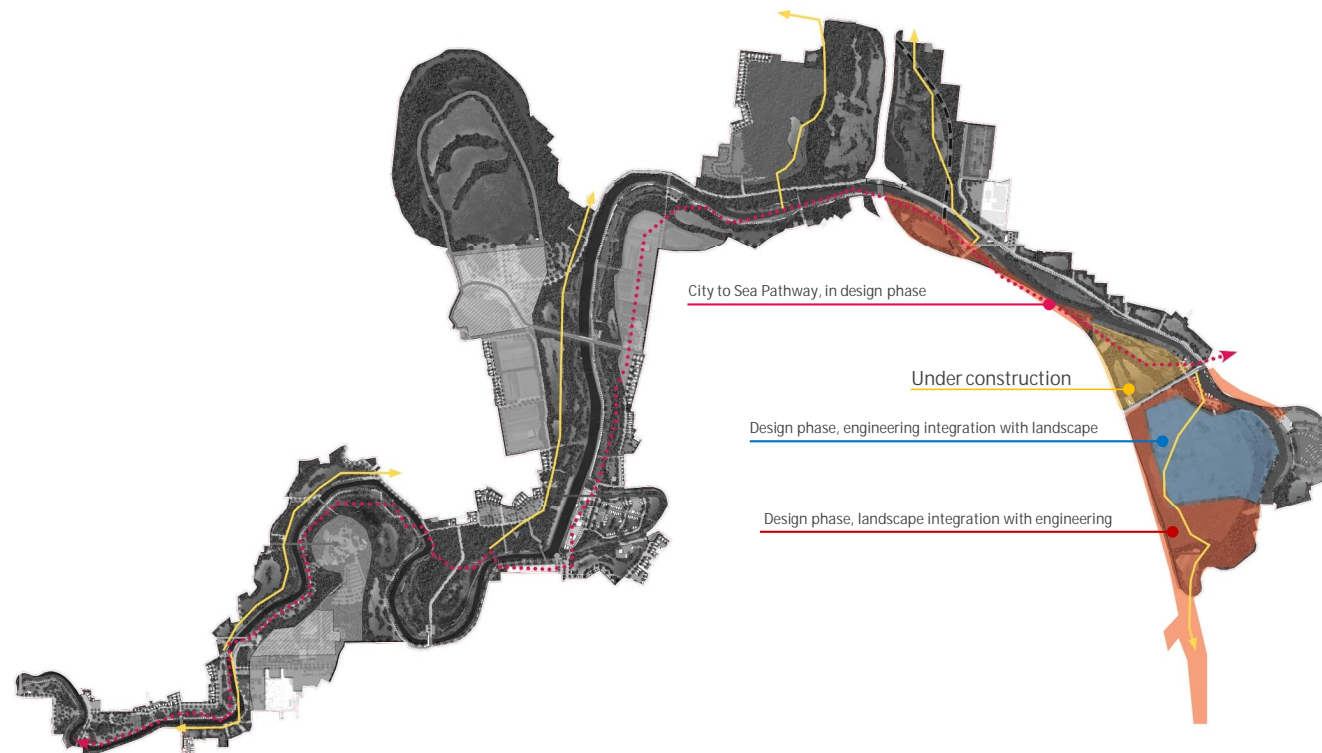 City to Sea Pathway, in design phase
Under construction
Design phase, engineering integration with landscape
Design phase, landscape integration with engineering